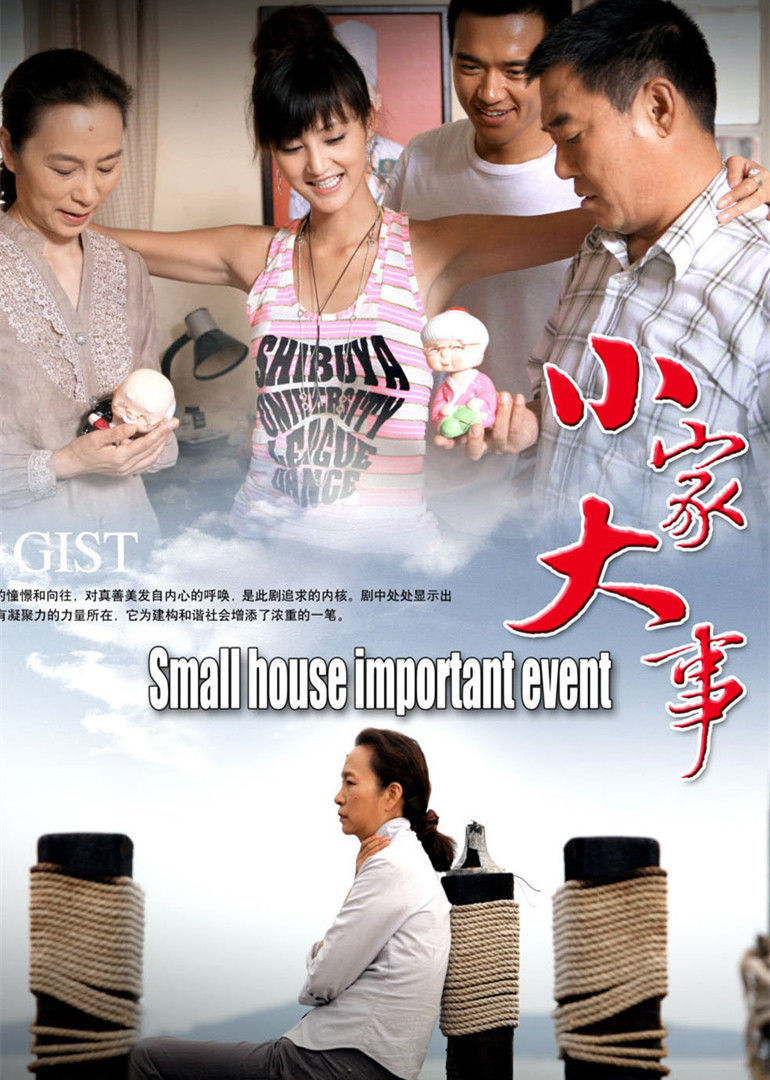 SHIBUYA
UNIVERSITY
LEAGUE
DANCE
小家大事
GIST
的憧憬和向往，对真善美发自内心的呼唤，是此剧追求的内核。剧中处处显示出
有凝聚力的力量所在，它为建构和谐社会增添了浓重的一笔。
Small house important event